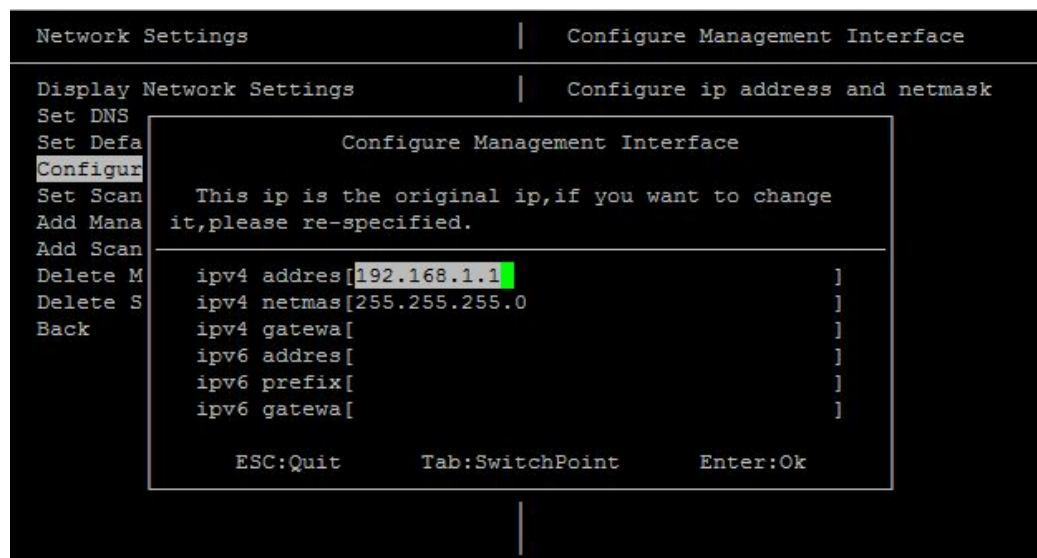 Network Settings
Configure Management Interface
Display Network Settings
Configure ip address and netmask
Set DNS
Set Defa
Configur
Set Scan
Add Mana
Add Scan
Delete M
Delete S
Back
Configure Management Interface
This ip is the original ip,if you want to change
it,please re-specified.
ipv4 addres[192.168.1.1 ]
ipv4 netmas[255.255.255.0 ]
ipv4 gatewa[ ]
ipv6 addres[ ]
ipv6 prefix[ ]
ipv6 gatewa[ ]
ESC:Quit Tab:SwitchPoint Enter:Ok